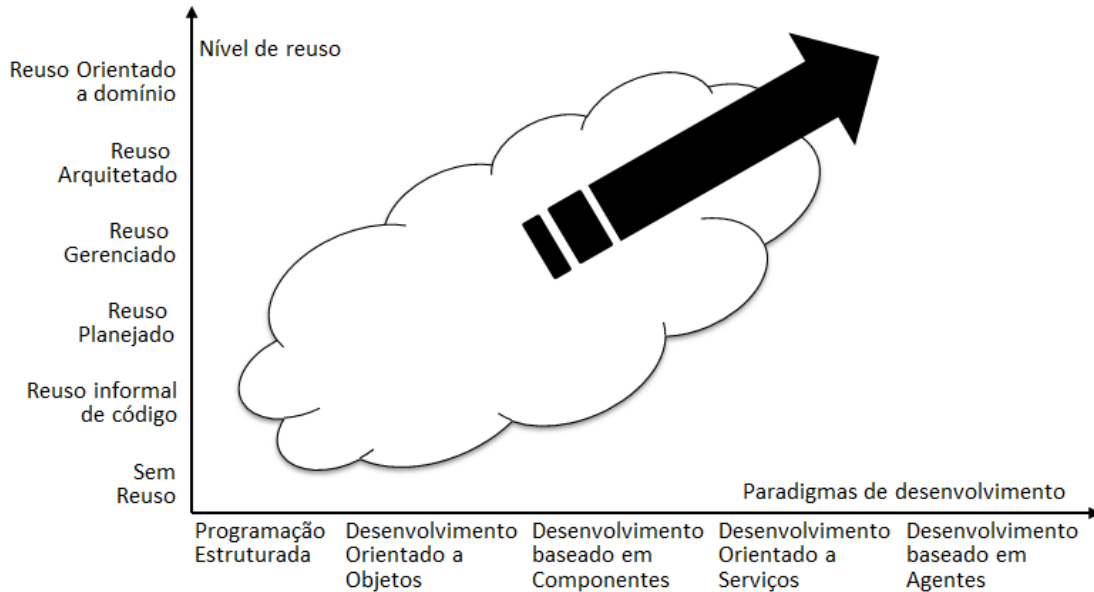 Nível de reuso
Reuso Orientado
a domínio
Reuso
Arquitetado
Reuso
Gerenciado
Reuso
Planejado
Reuso informal
de código
Sem
Reuso
Paradigmas de desenvolvimento
Programação
Estruturada
Desenvolvimento
Orientado a
Objetos
Desenvolvimento
baseado em
Componentes
Desenvolvimento
Orientado a
Serviços
Desenvolvimento
baseado em
Agentes